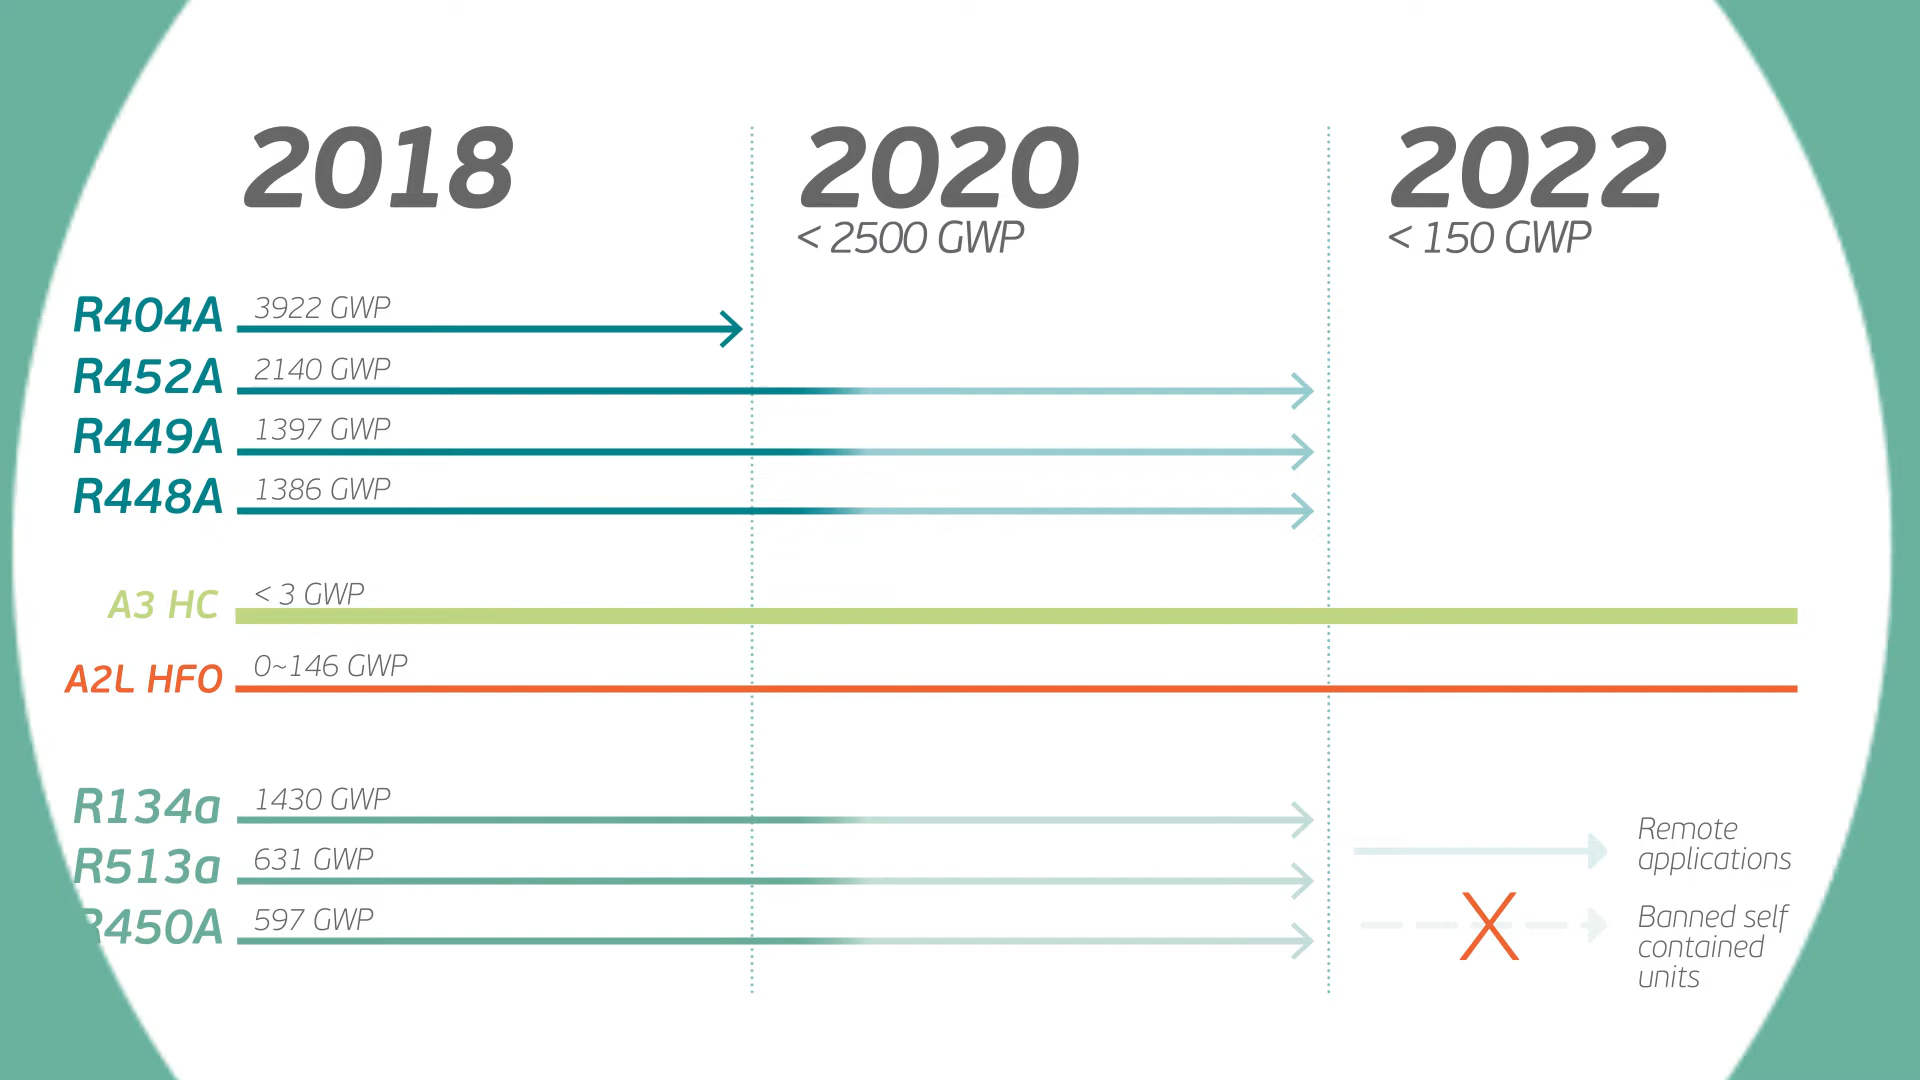 2018
2020
2022
< 2500 GWP
< 150 GWP
R404A
3922 GWP
R452A
2140 GWP
R449A
1397 GWP
R448A
1386 GWP
A3 HC
< 3 GWP
A2L HFO
0~146 GWP
R134a
1430 GWP
R513a
631 GWP
R450A
597 GWP
Remote
applications
Banned self
contained
units